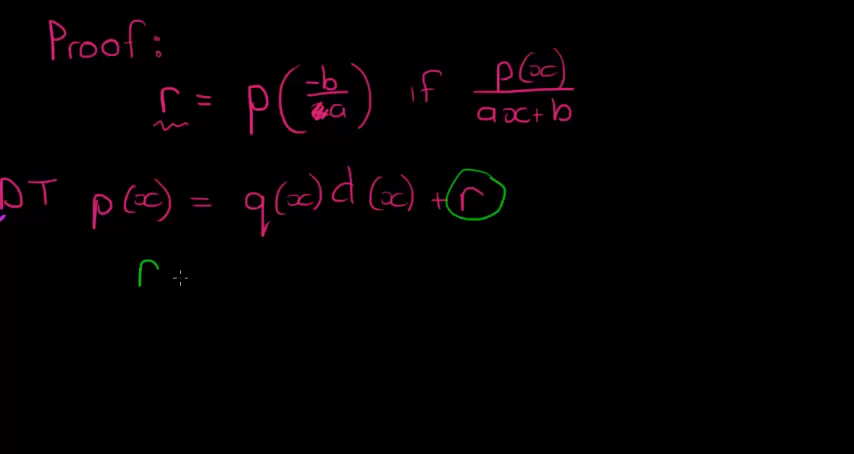 Proof:
r = p(-b/a) if p(x)/ax+b
DT p(x) = q(x)d(x) + r
r